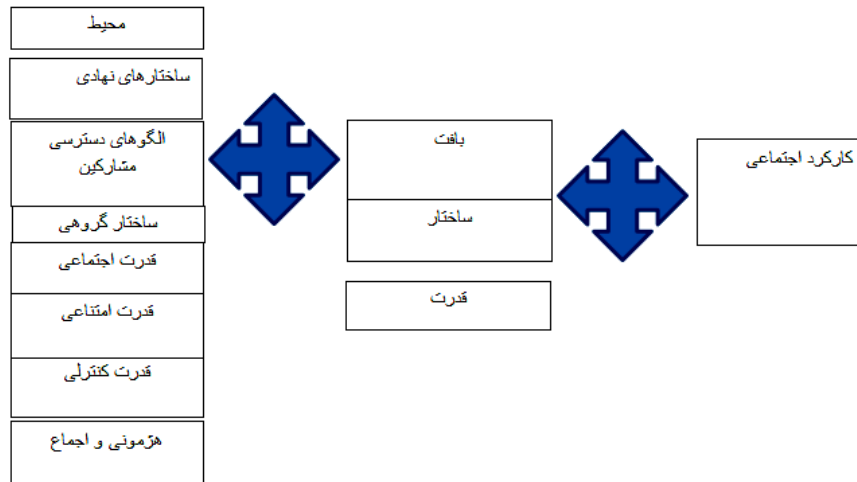 محیط
ساختارهای نهادی
الگوهای دسترسی
مشارکین
ساختار گروهی
قدرت اجتماعی
قدرت امتناعی
قدرت کنترلی
هژمونی و اجماع
بافت
ساختار
قدرت
کارکرد اجتماعی